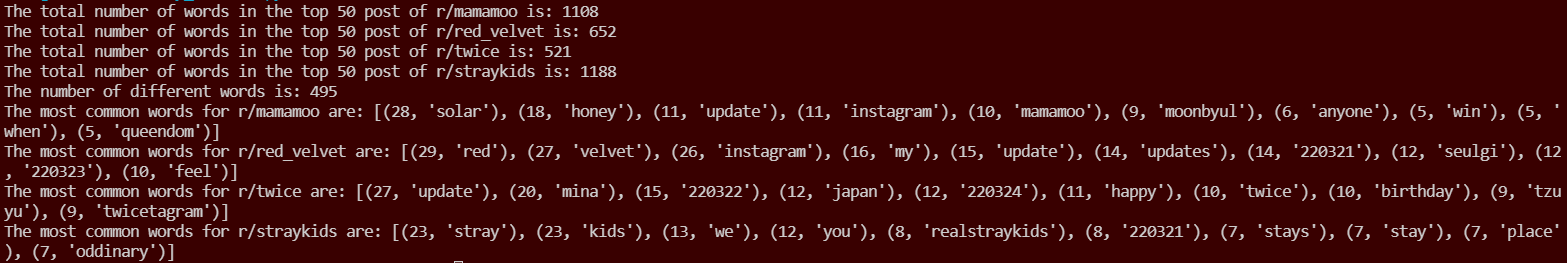 The total number of words in the top 50 post of r/mamamoo is: 1108
The total number of words in the top 50 post of r/red_velvet is: 652
The total number of words in the top 50 post of r/twice is: 521
The total number of words in the top 50 post of r/straykids is: 1188
The number of different words is: 495
The most common words for r/mamamoo are: [(28, 'solar'), (18, 'honey'), (11, 'update'), (11, 'instagram'), (10, 'mamamoo'), (9, 'moonbyul'), (6, 'anyone'), (5, 'win'), (5, '
when'), (5, 'queendom')]
The most common words for r/red_velvet are: [(29, 'red'), (27, 'velvet'), (26, 'instagram'), (16, 'my'), (15, 'update'), (14, 'updates'), (14, '220321'), (12, 'seulgi'), (12
, '220323'), (10, 'feel')]
The most common words for r/twice are: [(27, 'update'), (20, 'mina'), (15, '220322'), (12, 'japan'), (12, '220324'), (11, 'happy'), (10, 'twice'), (10, 'birthday'), (9, 'tzu
yu'), (9, 'twicetagram')]
The most common words for r/straykids are: [(23, 'stray'), (23, 'kids'), (13, 'we'), (12, 'you'), (8, 'realstraykids'), (8, '220321'), (7, 'stays'), (7, 'stay'), (7, 'place'
), (7, 'oddinary')]